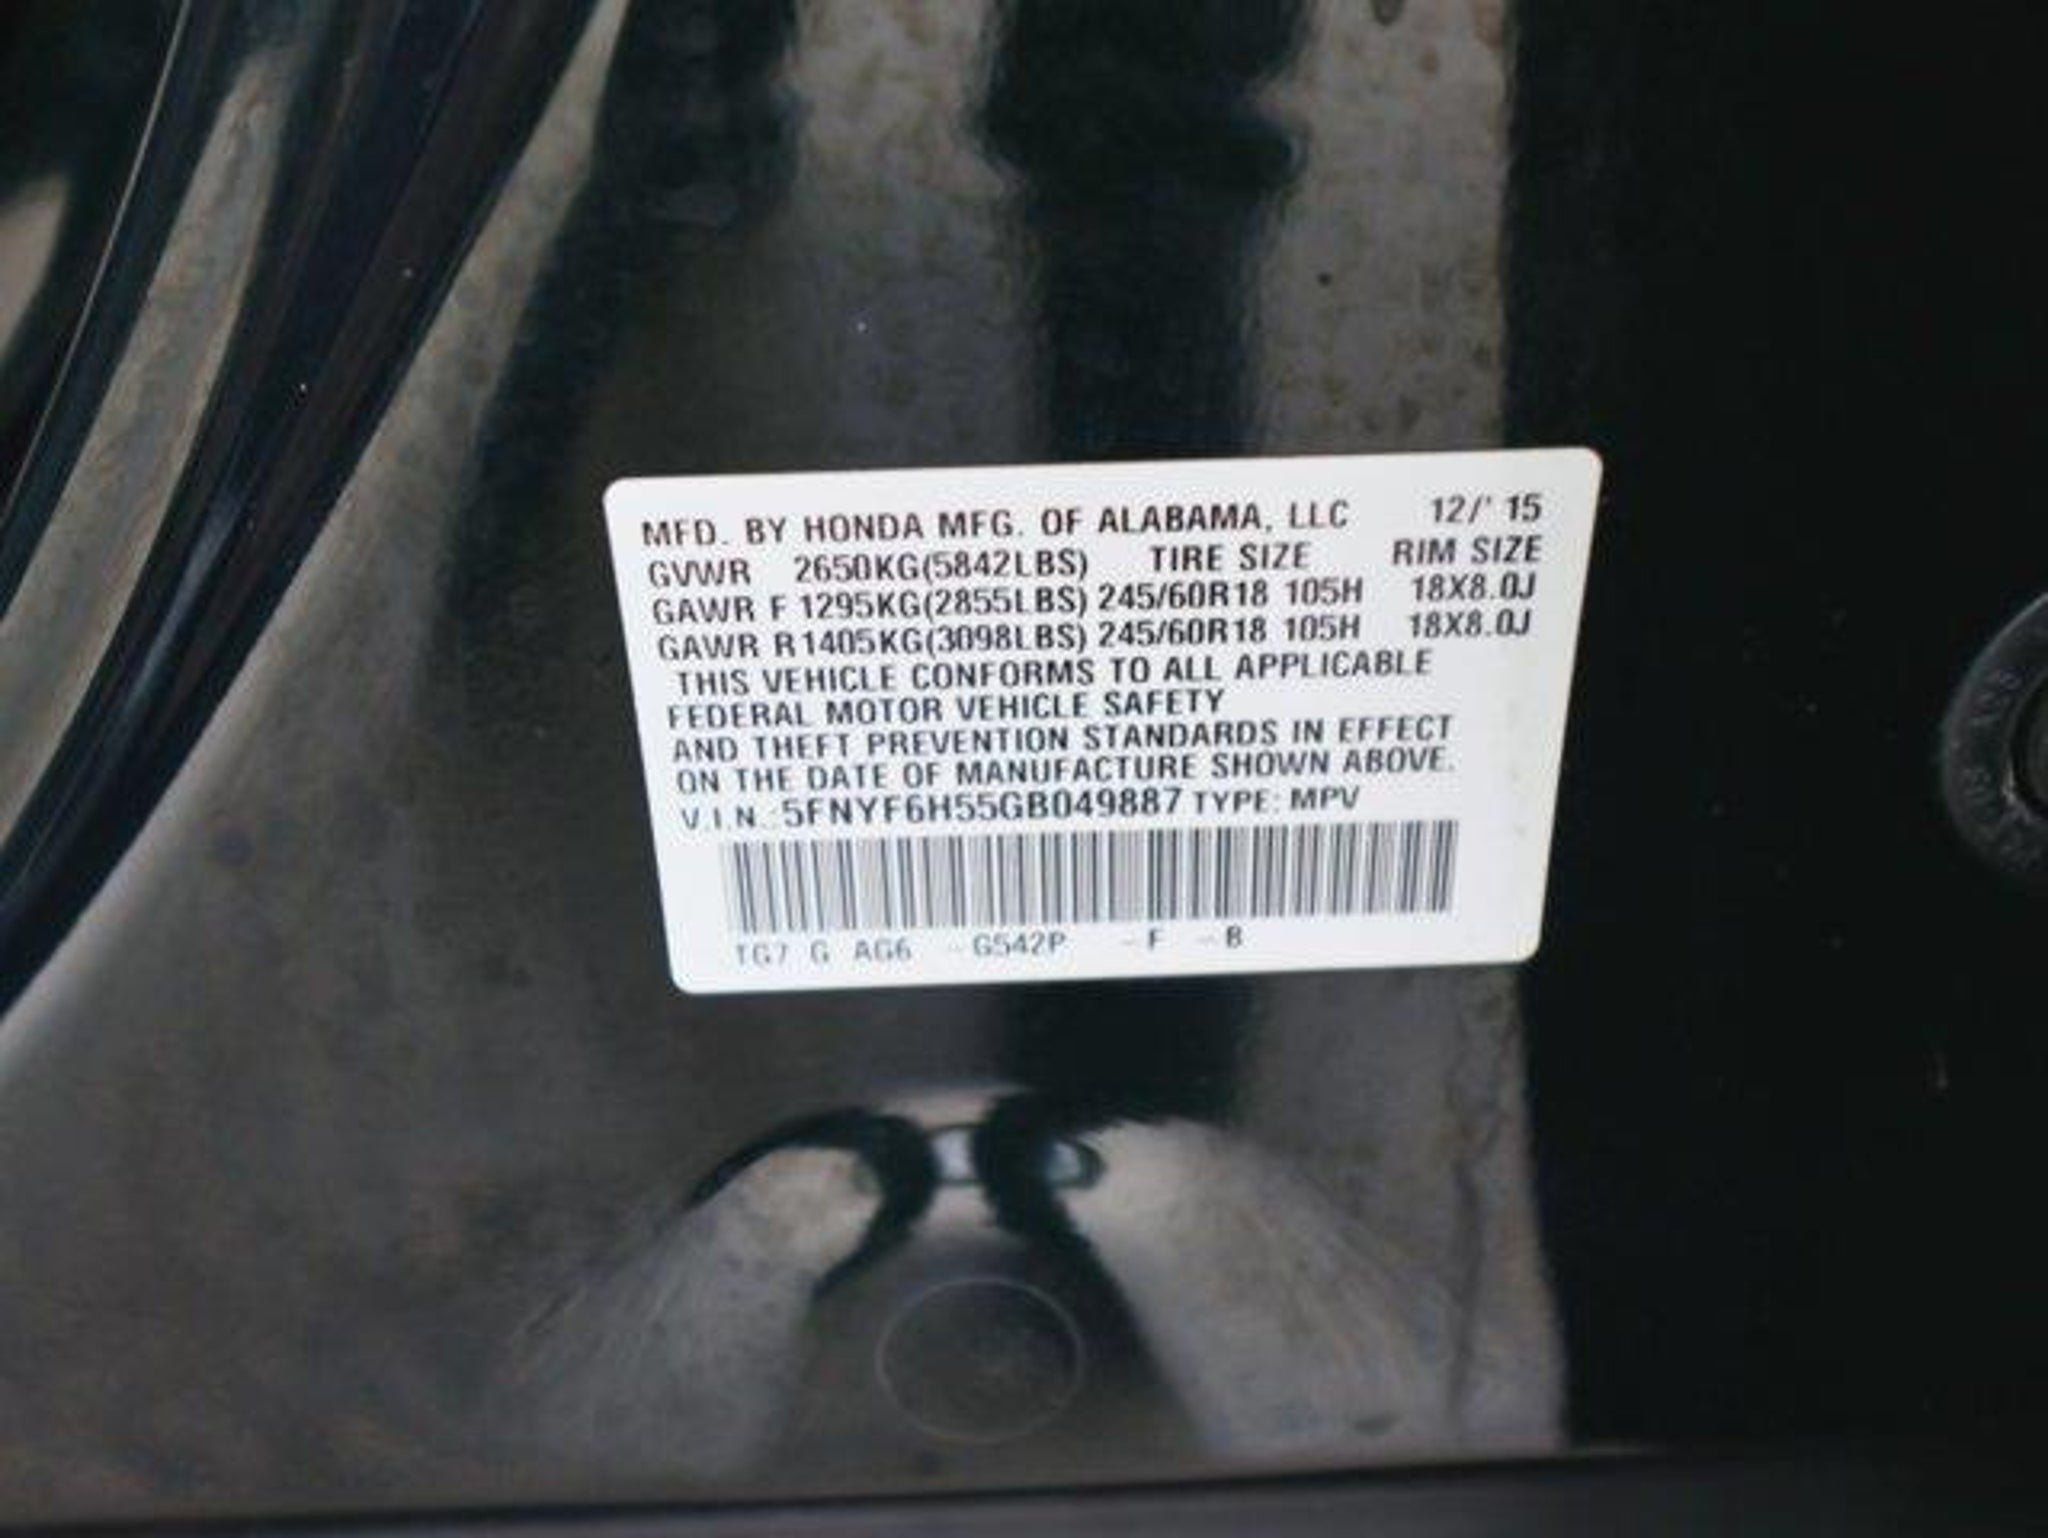 MFD. BY HONDA MFG. OF ALABAMA, LLC 12/' 15
GVWR 2650KG(5842LBS) TIRE SIZE RIM SIZE
GAWR F 1295KG(2855LBS) 245/60R18 105H 18X8.0J
GAWR R 1405KG(3098LBS) 245/60R18 105H 18X8.0J
THIS VEHICLE CONFORMS TO ALL APPLICABLE
FEDERAL MOTOR VEHICLE SAFETY
AND THEFT PREVENTION STANDARDS IN EFFECT
ON THE DATE OF MANUFACTURE SHOWN ABOVE.
V.I.N.: 5FNYF6H55GB049887 TYPE: MPV
TG7 G AG6 - G542P - F - B